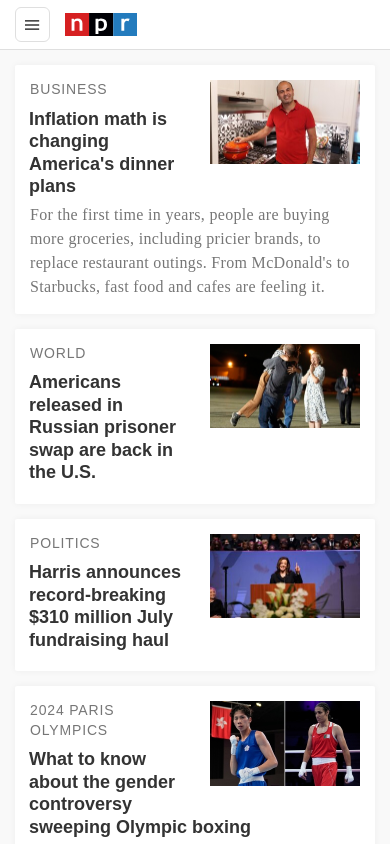 npr
BUSINESS
Inflation math is
changing
America's dinner
plans
For the first time in years, people are buying
more groceries, including pricier brands, to
replace restaurant outings. From McDonald's to
Starbucks, fast food and cafes are feeling it.
WORLD
Americans
released in
Russian prisoner
swap are back in
the U.S.
POLITICS
Harris announces
record-breaking
$310 million July
fundraising haul
2024 PARIS
OLYMPICS
What to know
about the gender
controversy
sweeping Olympic boxing